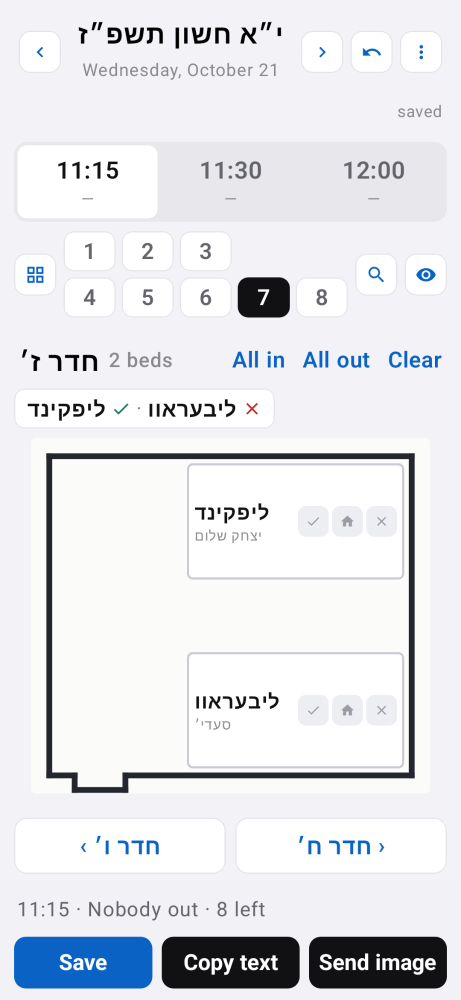 י״א חשון תשפ״ז
Wednesday, October 21
saved
11:15 11:30 12:00
– – –
1 2 3
4 5 6 7 8
חדר ז׳ 2 beds All in All out Clear
ליפקינד ✓ · ליבעראוו ✕
ליפקינד
יצחק שלום
ליבעראוו
סעדי׳
‹ חדר ו׳ חדר ח׳ ›
11:15 · Nobody out · 8 left
Save Copy text Send image